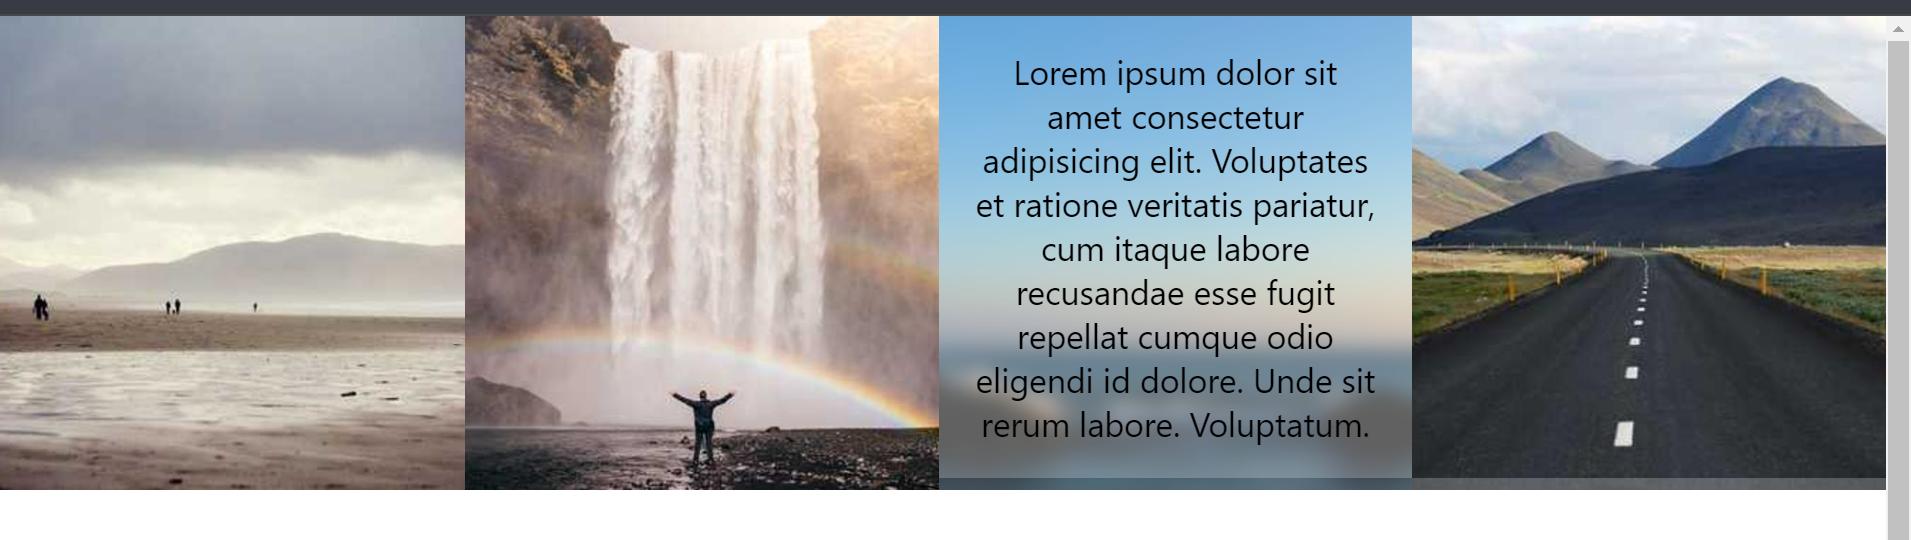 Lorem ipsum dolor sit
amet consectetur
adipisicing elit. Voluptates
et ratione veritatis pariatur,
cum itaque labore
recusandae esse fugit
repellat cumque odio
eligendi id dolore. Unde sit
rerum labore. Voluptatum.